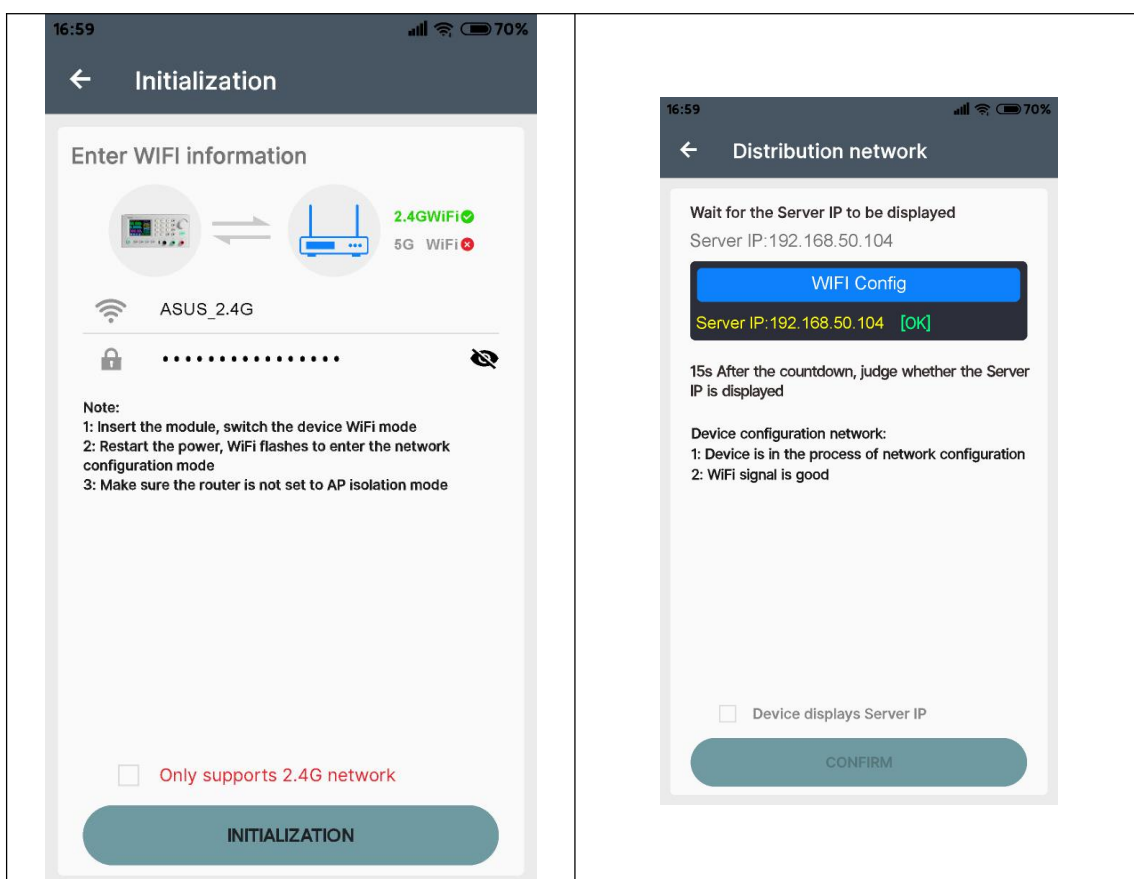 16:59
70%
Initialization
Enter WIFI information
2.4GWiFi
5G WiFi
ASUS_2.4G
••••••••••••••••
Note:
1: Insert the module, switch the device WiFi mode
2: Restart the power, WiFi flashes to enter the network
configuration mode
3: Make sure the router is not set to AP isolation mode
Only supports 2.4G network
INITIALIZATION
16:59
70%
Distribution network
Wait for the Server IP to be displayed
Server IP:192.168.50.104
WIFI Config
Server IP:192.168.50.104 [OK]
15s After the countdown, judge whether the Server
IP is displayed
Device configuration network:
1: Device is in the process of network configuration
2: WiFi signal is good
Device displays Server IP
CONFIRM